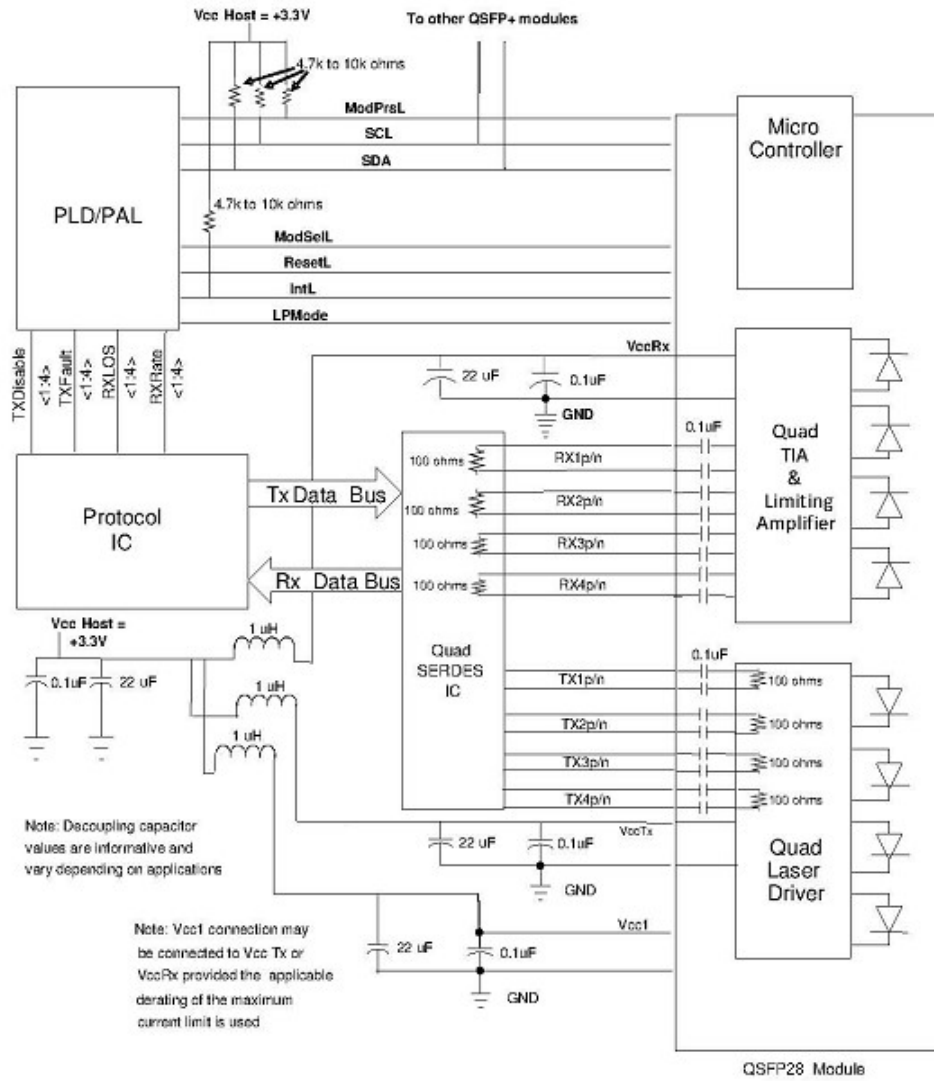 Vcc Host = +3.3V
To other QSFP+ modules
4.7k to 10k ohms
ModPrsL
SCL
SDA
Micro
Controller
PLD/PAL
4.7k to 10k ohms
ModSelL
ResetL
IntL
LPMode
TXDisable
<1:4>
TXFault
<1:4>
RXLOS
<1:4>
RXRate
<1:4>
VccRx
22 uF
0.1uF
GND
0.1uF
Quad
TIA
&
Limiting
Amplifier
100 ohms
RX1p/n
100 ohms
RX2p/n
100 ohms
RX3p/n
100 ohms
RX4p/n
Tx Data Bus
Protocol
IC
Rx Data Bus
Vcc Host =
+3.3V
0.1uF
22 uF
1 uH
1 uH
1 uH
Quad
SERDES
IC
0.1uF
TX1p/n
100 ohms
TX2p/n
100 ohms
TX3p/n
100 ohms
TX4p/n
100 ohms
Note: Decoupling capacitor
values are informative and
vary depending on applications
22 uF
0.1uF
VccTx
GND
Quad
Laser
Driver
Note: Vcc1 connection may
be connected to Vcc Tx or
VccRx provided the applicable
derating of the maximum
current limit is used
22 uF
0.1uF
Vcc1
GND
QSFP28 Module